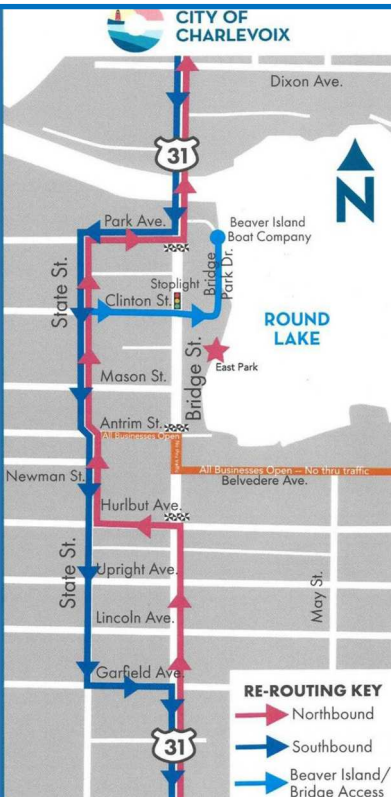 CITY OF
CHARLEVOIX
Dixon Ave.
31
N
Park Ave.
Beaver Island
Boat Company
State St.
Stoplight
Bridge
Park Dr.
Clinton St.
ROUND
LAKE
Bridge St.
East Park
Mason St.
Antrim St.
All Businesses Open
All Businesses Open – No thru traffic
Newman St.
Belvedere Ave.
Hurlbut Ave.
State St.
Upright Ave.
May St.
Lincoln Ave.
Garfield Ave.
RE-ROUTING KEY
Northbound
31
Southbound
Beaver Island/
Bridge Access